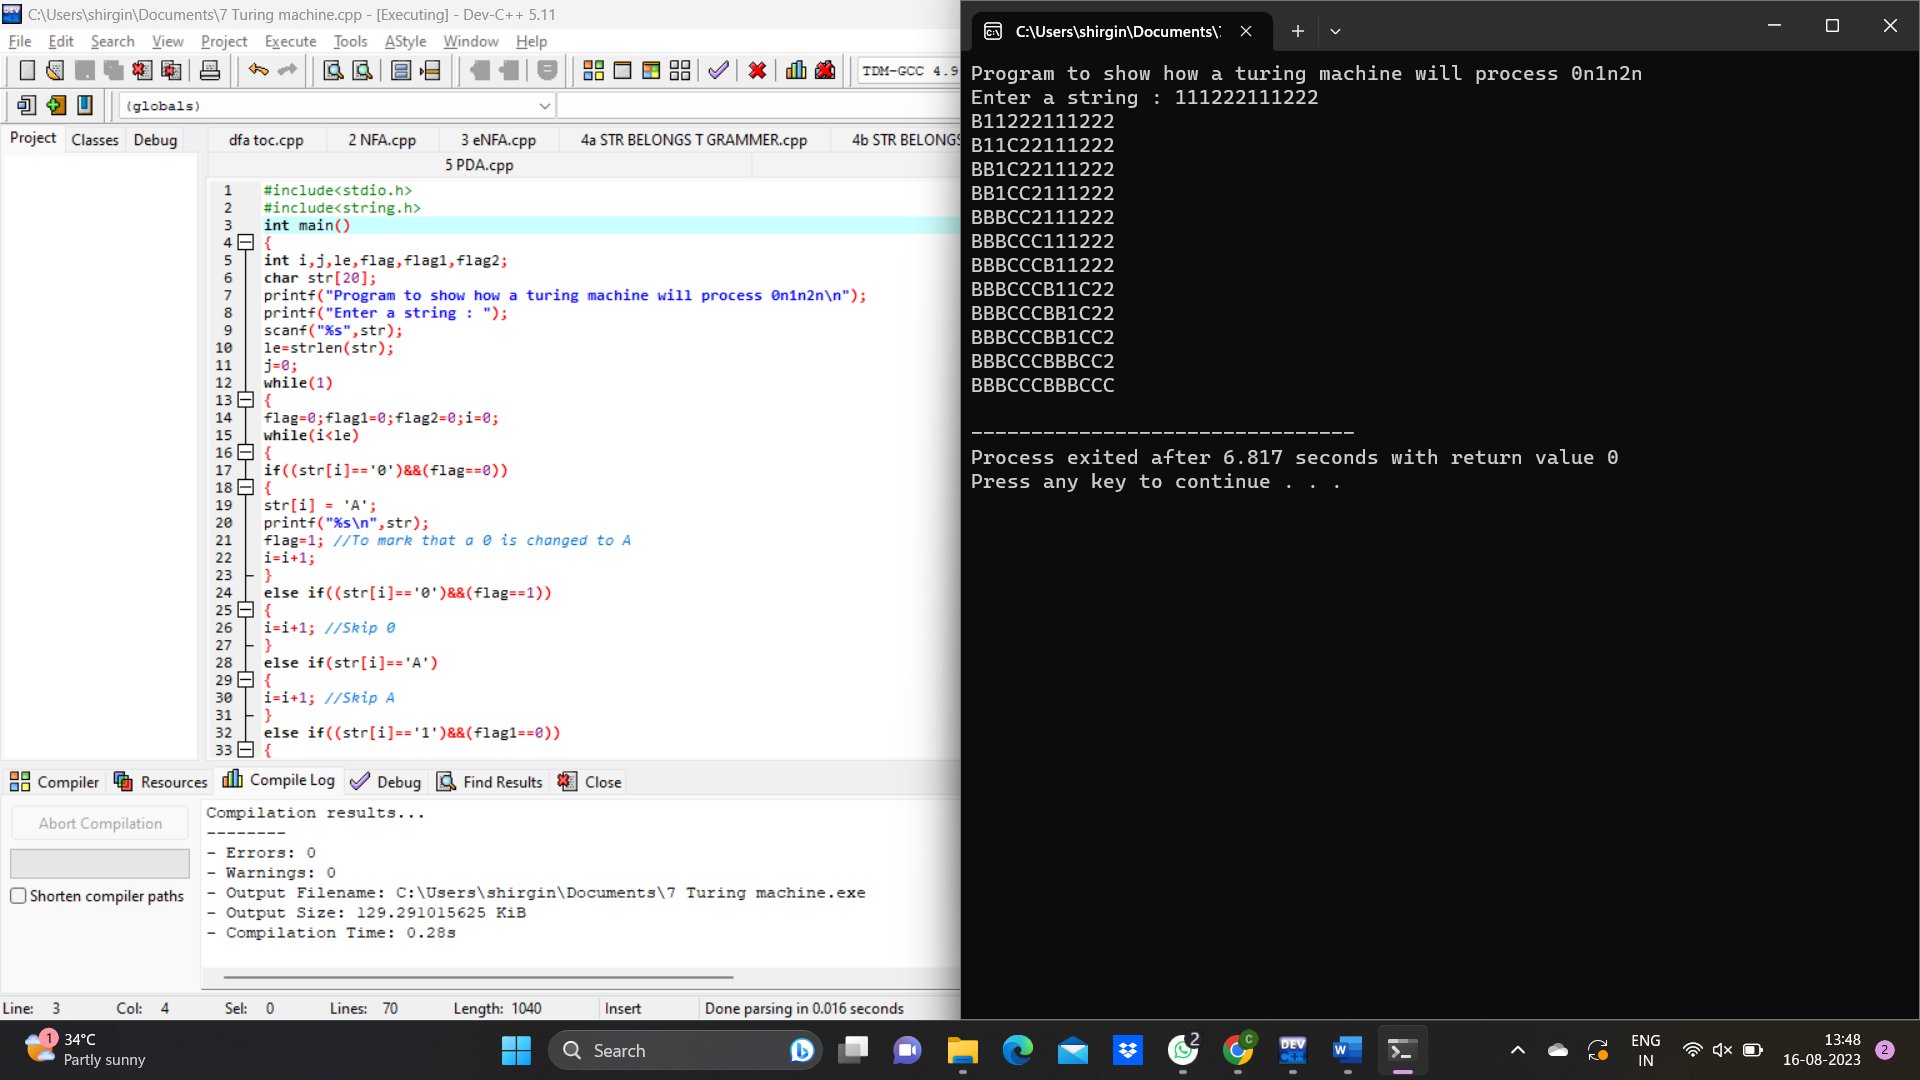 C:\Users\shirgin\Documents\7 Turing machine.cpp - [Executing] - Dev-C++ 5.11
File Edit Search View Project Execute Tools AStyle Window Help
TDM-GCC 4.9
(globals)
Project Classes Debug
dfa toc.cpp 2 NFA.cpp 3 eNFA.cpp 4a STR BELONGS T GRAMMER.cpp 4b STR BELONGS
5 PDA.cpp
1 #include<stdio.h>
2 #include<string.h>
3 int main()
4 {
5 int i,j,le,flag,flag1,flag2;
6 char str[20];
7 printf("Program to show how a turing machine will process 0n1n2n\n");
8 printf("Enter a string : ");
9 scanf("%s",str);
10 le=strlen(str);
11 j=0;
12 while(1)
13 {
14 flag=0;flag1=0;flag2=0;i=0;
15 while(i<le)
16 {
17 if((str[i]=='0')&&(flag==0))
18 {
19 str[i] = 'A';
20 printf("%s\n",str);
21 flag=1; //To mark that a 0 is changed to A
22 i=i+1;
23 }
24 else if((str[i]=='0')&&(flag==1))
25 {
26 i=i+1; //Skip 0
27 }
28 else if(str[i]=='A')
29 {
30 i=i+1; //Skip A
31 }
32 else if((str[i]=='1')&&(flag1==0))
33 {
Compiler Resources Compile Log Debug Find Results Close
Abort Compilation
Shorten compiler paths
Compilation results...
--------
- Errors: 0
- Warnings: 0
- Output Filename: C:\Users\shirgin\Documents\7 Turing machine.exe
- Output Size: 129.291015625 KiB
- Compilation Time: 0.28s
Line: 3 Col: 4 Sel: 0 Lines: 70 Length: 1040 Insert Done parsing in 0.016 seconds
C:\Users\shirgin\Documents\
Program to show how a turing machine will process 0n1n2n
Enter a string : 111222111222
B11222111222
B11C22111222
BB1C22111222
BB1CC2111222
BBBCC2111222
BBBCCC111222
BBBCCCB11222
BBBCCCB11C22
BBBCCCBB1C22
BBBCCCBB1CC2
BBBCCCBBBCC2
BBBCCCBBBCCC
--------------------------------
Process exited after 6.817 seconds with return value 0
Press any key to continue . . .
1 34°C
Partly sunny
Search
2
C
DEV C++
W
ENG
IN
13:48
16-08-2023
2